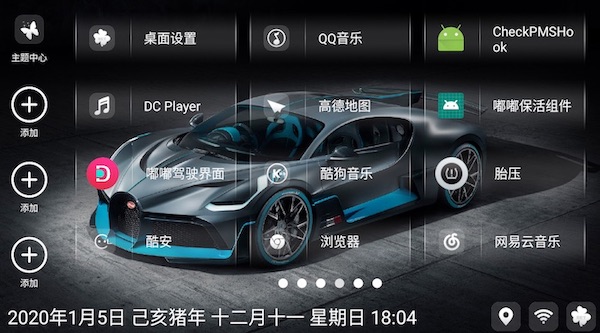 主题中心
桌面设置
QQ音乐
CheckPMSHo
ok
添加
DC Player
高德地图
嘟嘟保活组件
添加
嘟嘟驾驶界面
酷狗音乐
胎压
添加
酷安
浏览器
网易云音乐
2020年1月5日 己亥猪年 十二月十一 星期日 18:04